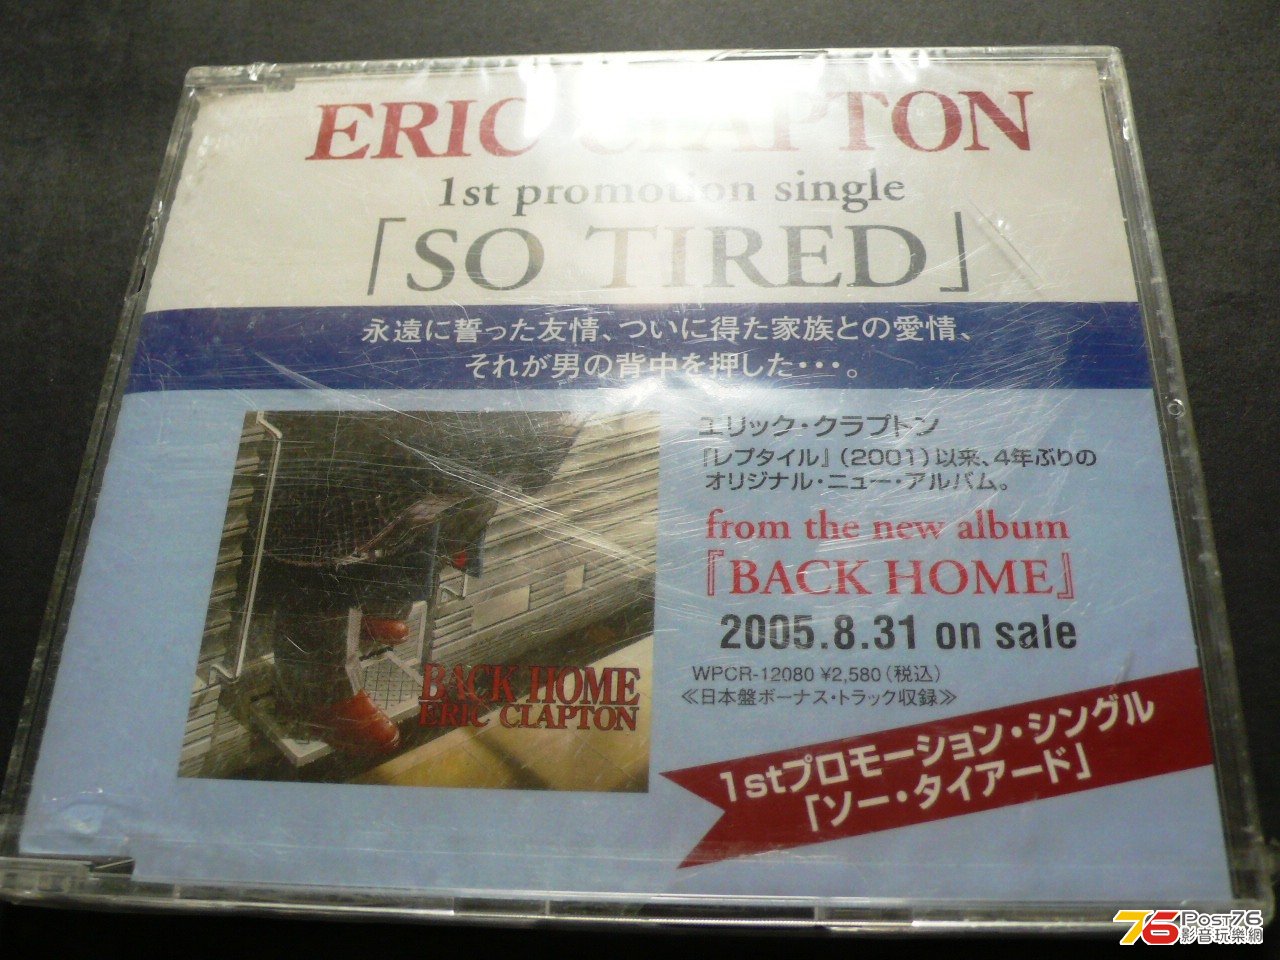 ERIC CLAPTON
1st promotion single
「SO TIRED」
永遠に誓った友情、ついに得た家族との愛情、
それが男の背中を押した・・・。
エリック・クラプトン
『レプタイル』(2001)以来、4年ぶりの
オリジナル・ニュー・アルバム。
from the new album
『BACK HOME』
2005.8.31 on sale
WPCR-12080 ¥2,580(税込)
≪日本盤ボーナス・トラック収録≫
BACK HOME
ERIC CLAPTON
1stプロモーション・シングル
「ソー・タイアード」
76 Post76
影音玩樂網